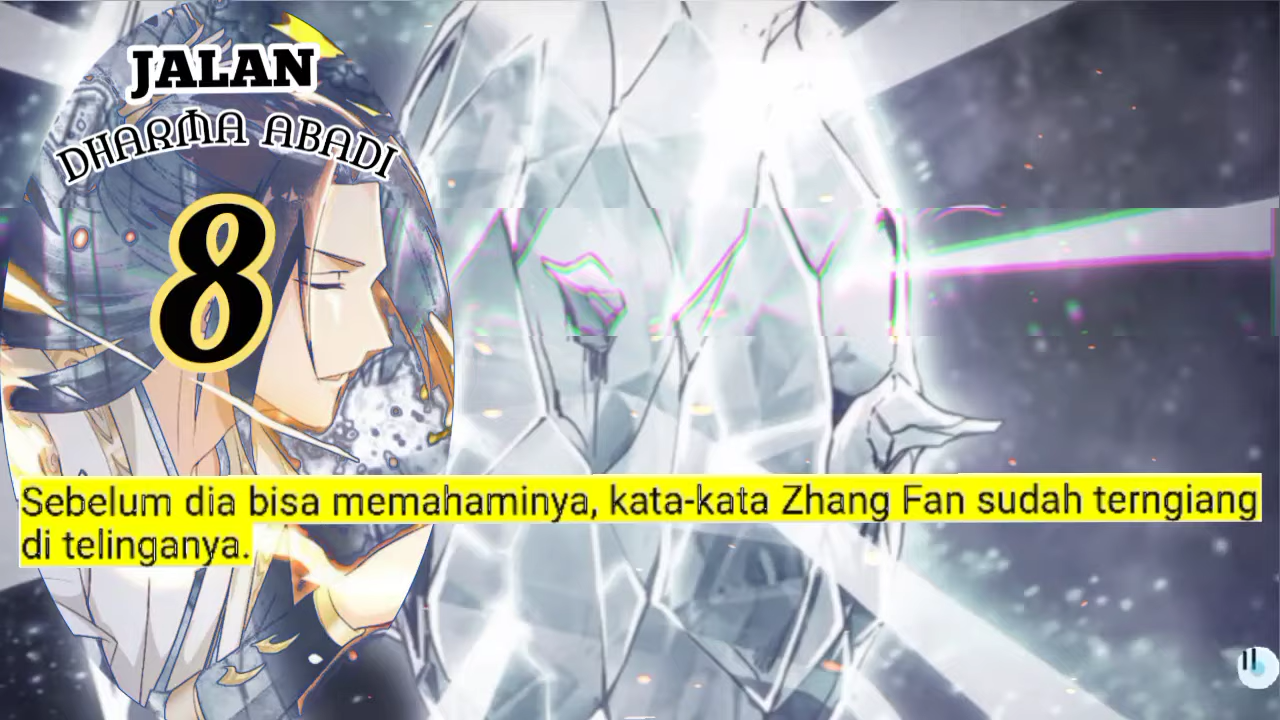 JALAN
DHARMA ABADI
8
Sebelum dia bisa memahaminya, kata-kata Zhang Fan sudah terngiang
di telinganya.